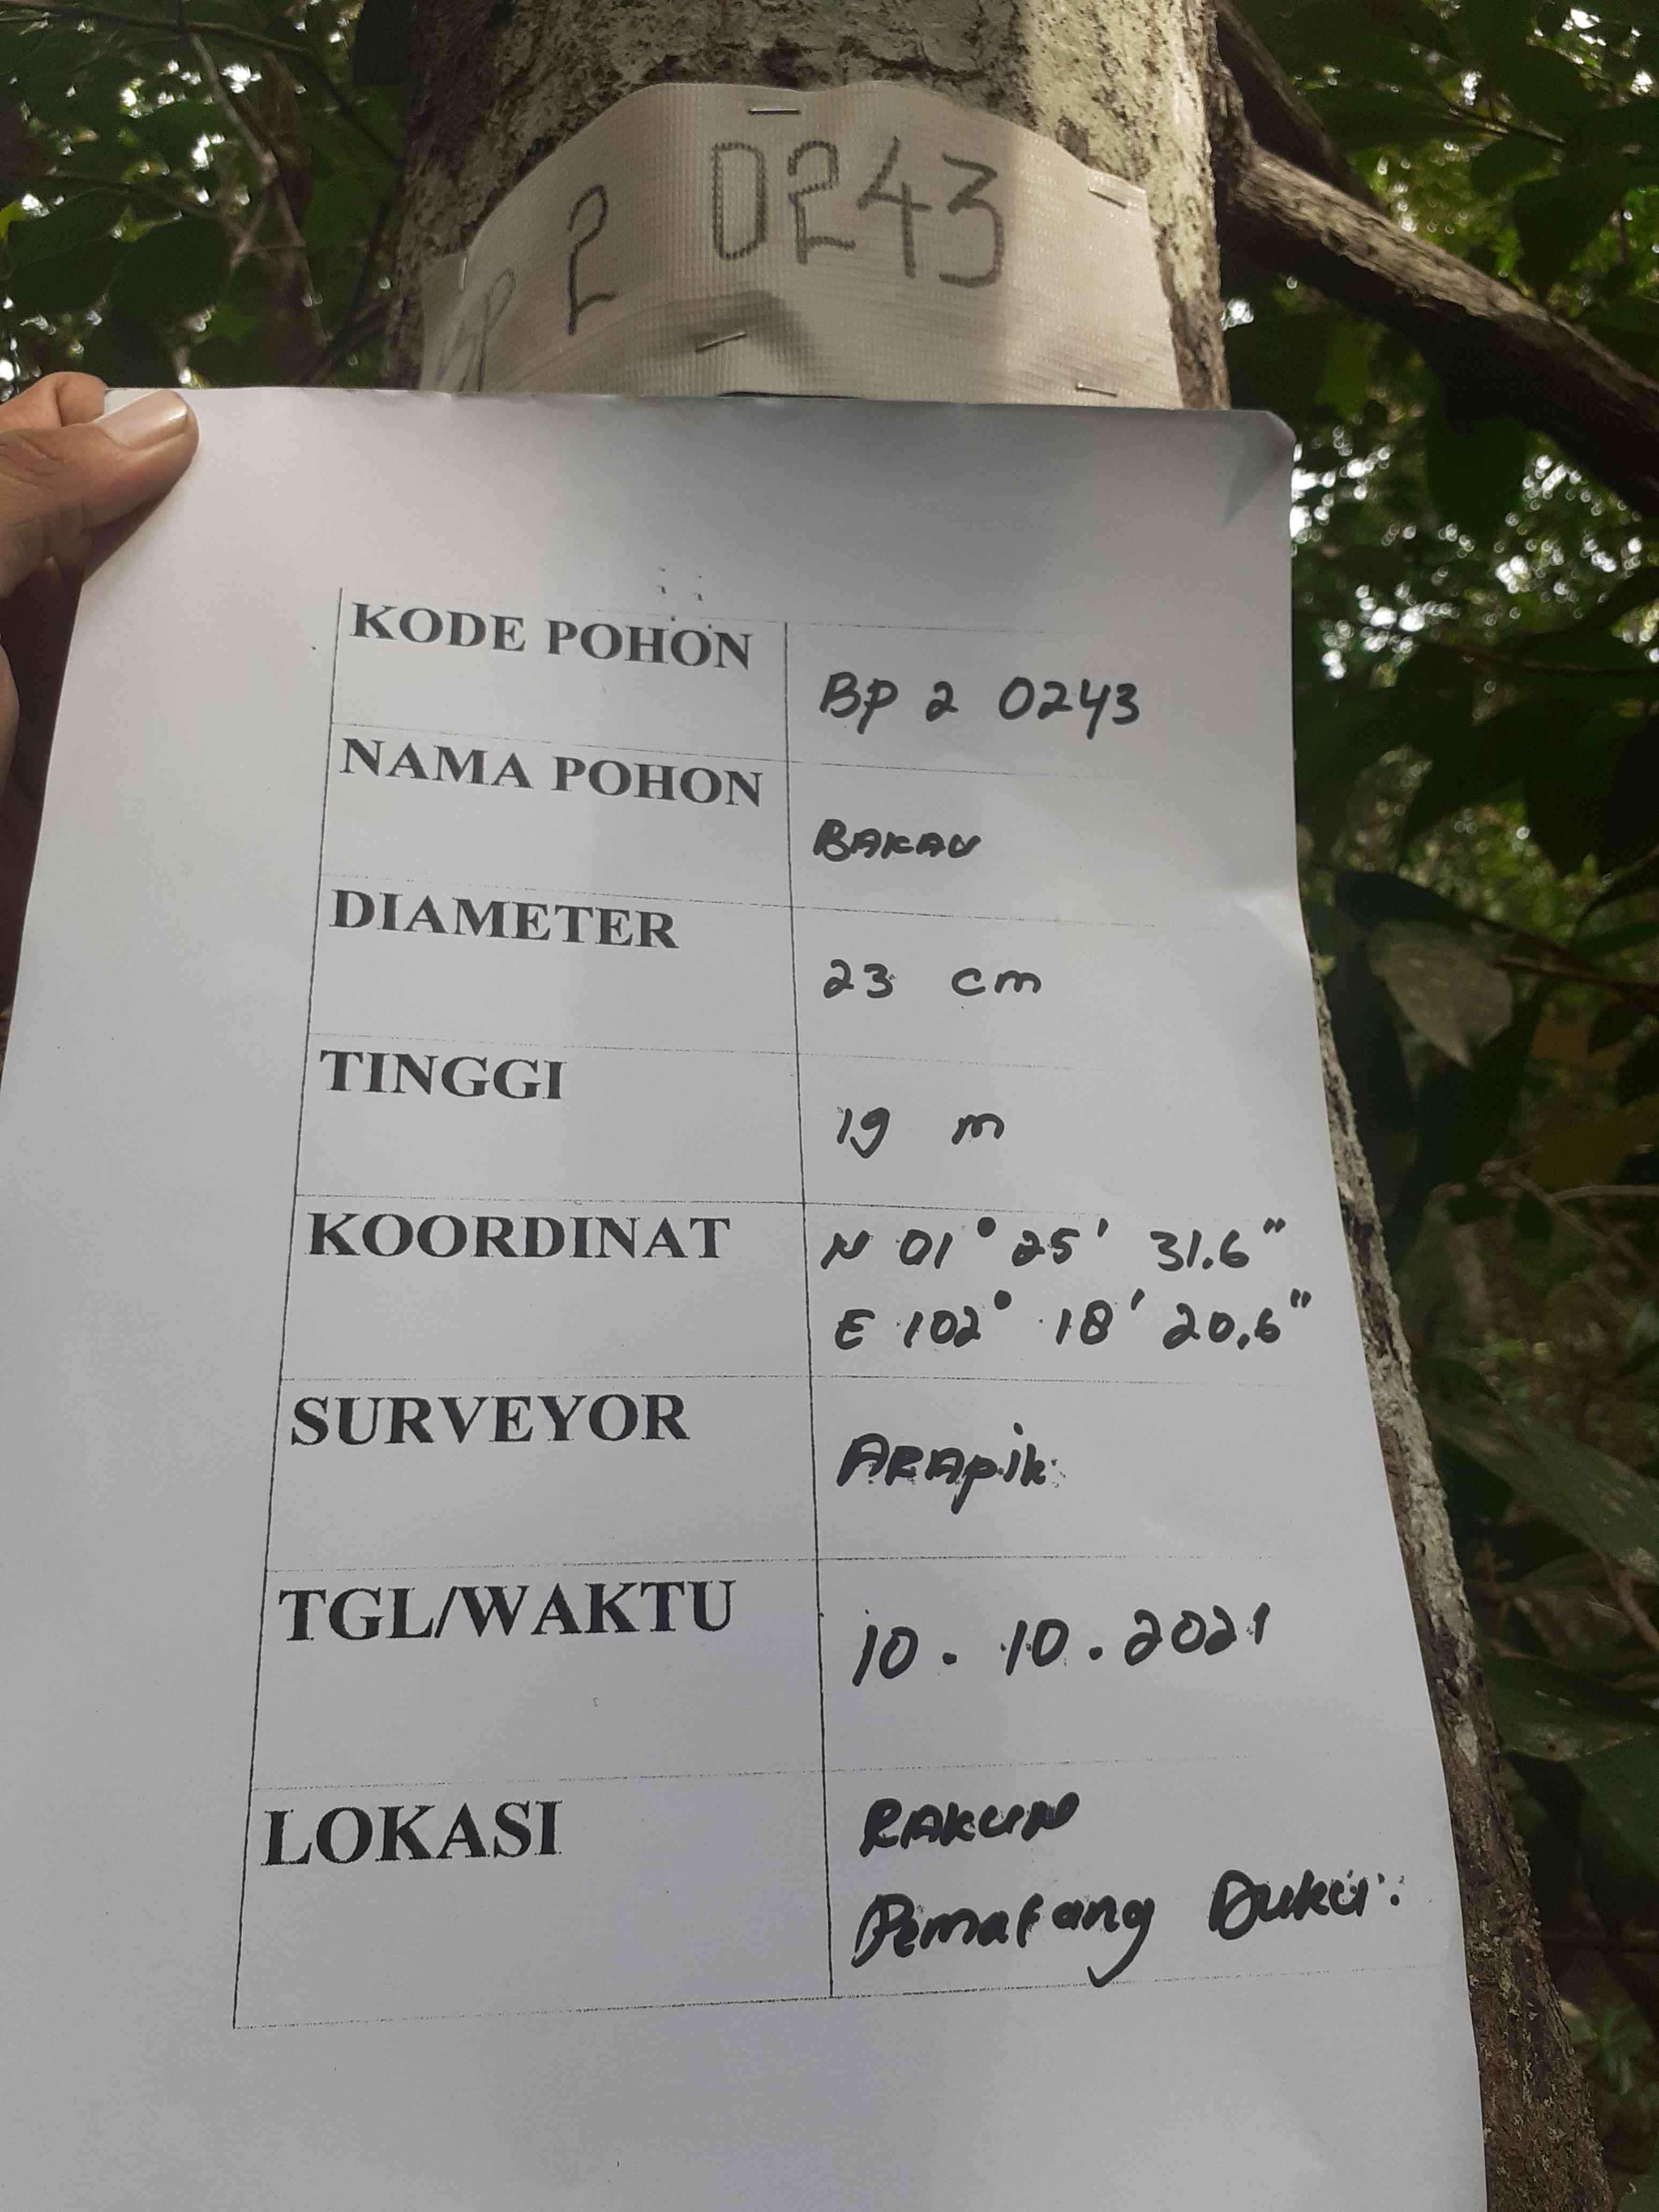 BP 2 0243
KODE POHON
BP 2 0243
NAMA POHON
BAKAU
DIAMETER
23 cm
TINGGI
19 m
KOORDINAT
N 01° 25' 31.6"
E 102° 18' 20.6"
SURVEYOR
ARApik
TGL/WAKTU
10.10.2021
LOKASI
RAKUN
Pematang Duku.